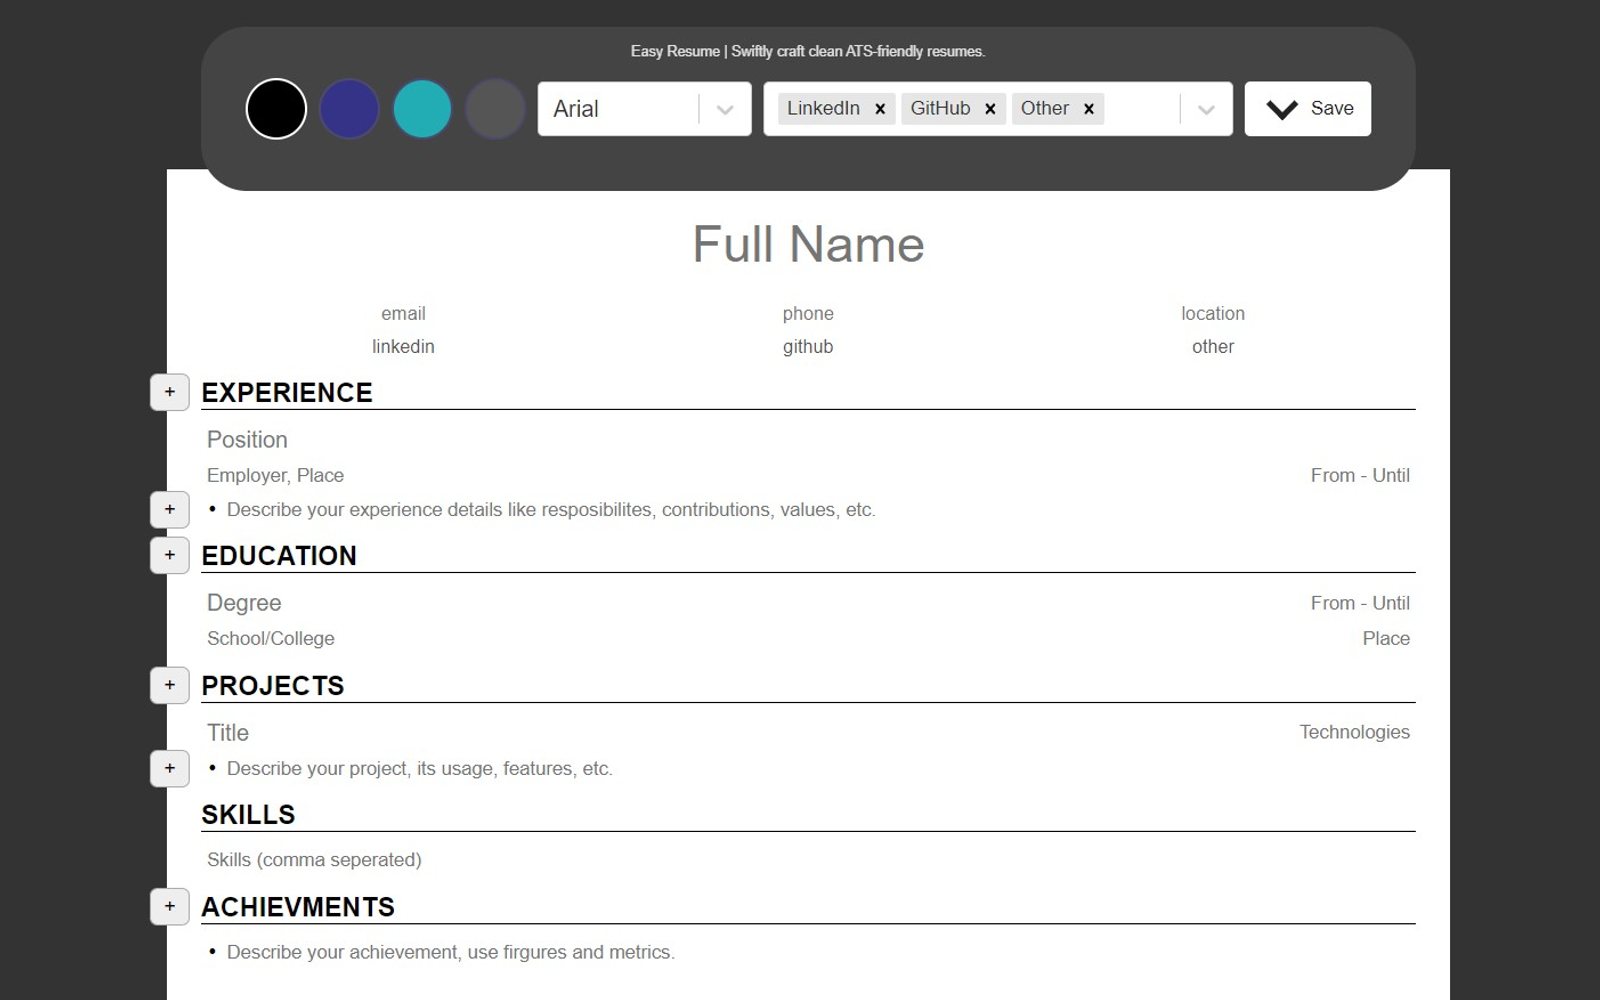 Easy Resume | Swiftly craft clean ATS-friendly resumes.
Arial LinkedIn × GitHub × Other × Save
Full Name
email phone location
linkedin github other
+ EXPERIENCE
Position
Employer, Place From - Until
+ • Describe your experience details like resposibilites, contributions, values, etc.
+ EDUCATION
Degree From - Until
School/College Place
+ PROJECTS
Title Technologies
+ • Describe your project, its usage, features, etc.
SKILLS
Skills (comma seperated)
+ ACHIEVMENTS
• Describe your achievement, use firgures and metrics.